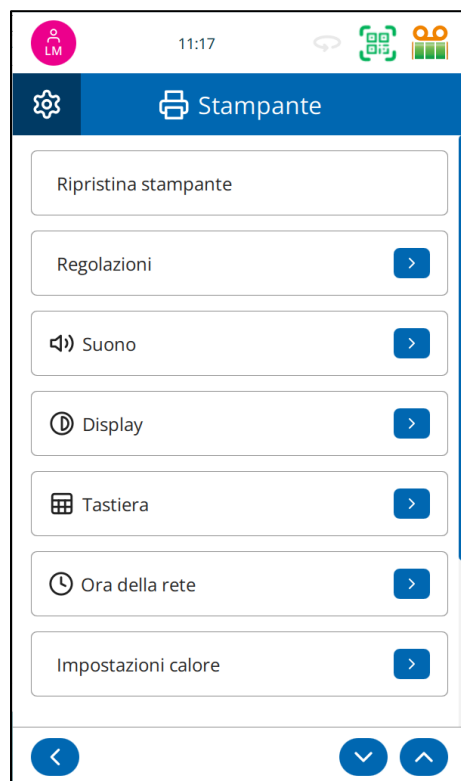 LM
11:17
Stampante
Ripristina stampante
Regolazioni
Suono
Display
Tastiera
Ora della rete
Impostazioni calore